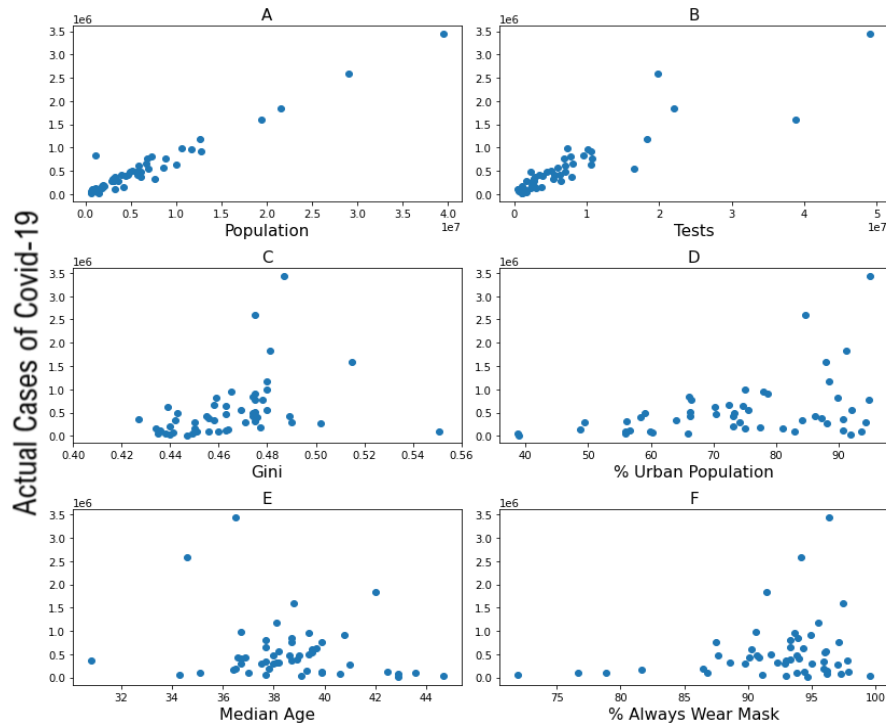 A
1e6
3.5
3.0
2.5
2.0
1.5
1.0
0.5
0.0
0.0 0.5 1.0 1.5 2.0 2.5 3.0 3.5 4.0
1e7
Population
B
1e6
3.5
3.0
2.5
2.0
1.5
1.0
0.5
0.0
0 1 2 3 4 5
1e7
Tests
C
1e6
3.5
3.0
2.5
2.0
1.5
1.0
0.5
0.0
0.40 0.42 0.44 0.46 0.48 0.50 0.52 0.54 0.56
Gini
D
1e6
3.5
3.0
2.5
2.0
1.5
1.0
0.5
0.0
40 50 60 70 80 90
% Urban Population
E
1e6
3.5
3.0
2.5
2.0
1.5
1.0
0.5
0.0
32 34 36 38 40 42 44
Median Age
F
1e6
3.5
3.0
2.5
2.0
1.5
1.0
0.5
0.0
75 80 85 90 95 100
% Always Wear Mask
Actual Cases of Covid-19